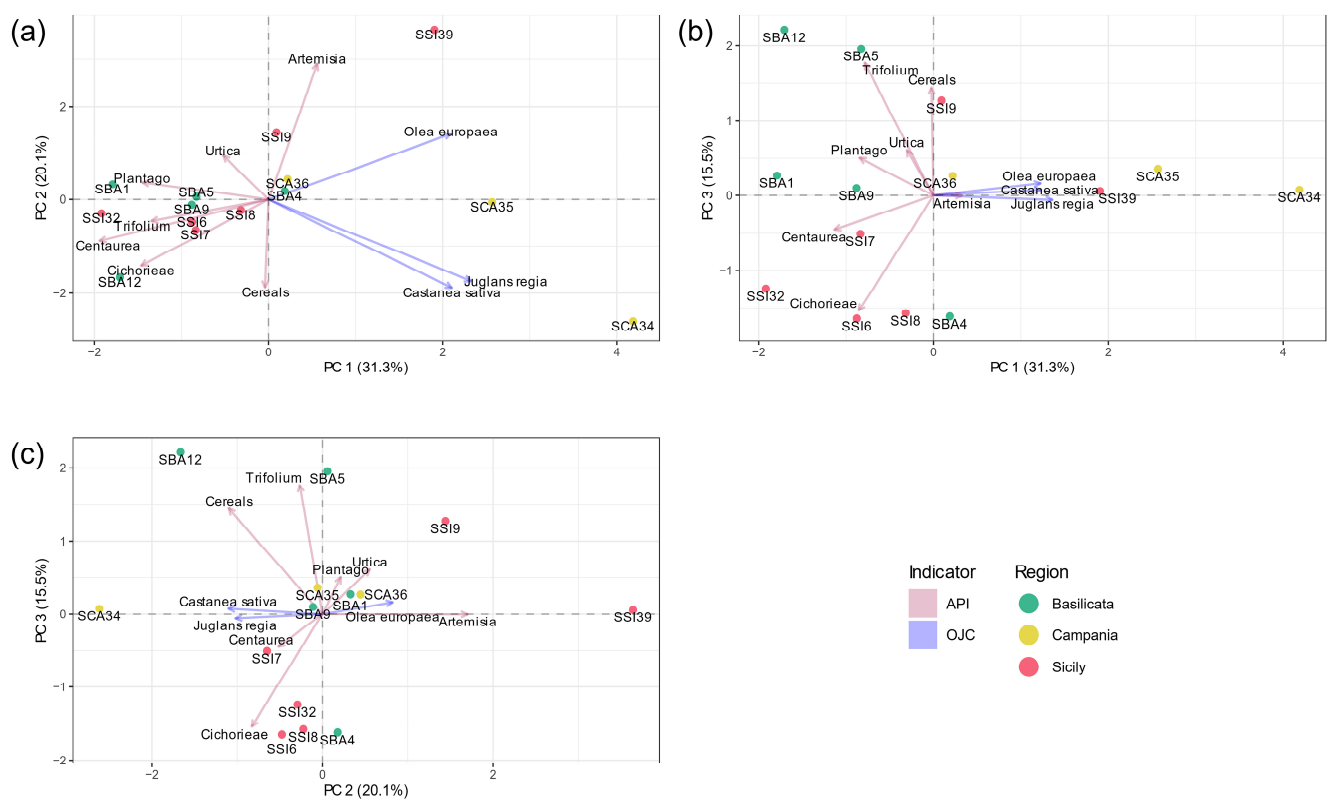 (a)
SSI39
Artemisia
2
SSI9
Olea europaea
Urtica
Plantago
SBA1
SBA5
SCA36
SBA4
0
SBA9
SSI8
SCA35
SSI32
SSI6
Trifolium
SSI7
Centaurea
Cichorieae
SBA12
Cereals
Juglans regia
Castanea sativa
−2
SCA34
−2 0 2 4
PC 1 (31.3%)
PC 2 (20.1%)
(b)
SBA12
2
SBA5
Trifolium
Cereals
SSI9
1
Urtica
Plantago
SBA1
SCA36
Olea europaea
SCA35
SBA9
Castanea sativa
0
Artemisia
Juglans regia
SSI39
SCA34
Centaurea
SSI7
−1
SSI32
Cichorieae
SSI6
SSI8
SBA4
−2 0 2 4
PC 1 (31.3%)
PC 3 (15.5%)
(c)
SBA12
2
Trifolium
SBA5
Cereals
SSI9
1
Urtica
Plantago
SCA35
SCA36
Castanea sativa
SBA1
0
SCA34
SBA9
Olea europaea
Artemisia
SSI39
Juglans regia
Centaurea
SSI7
−1
SSI32
Cichorieae
SSI8
SBA4
SSI6
−2
−2 0 2
PC 2 (20.1%)
PC 3 (15.5%)
Indicator
API
OJC
Region
Basilicata
Campania
Sicily